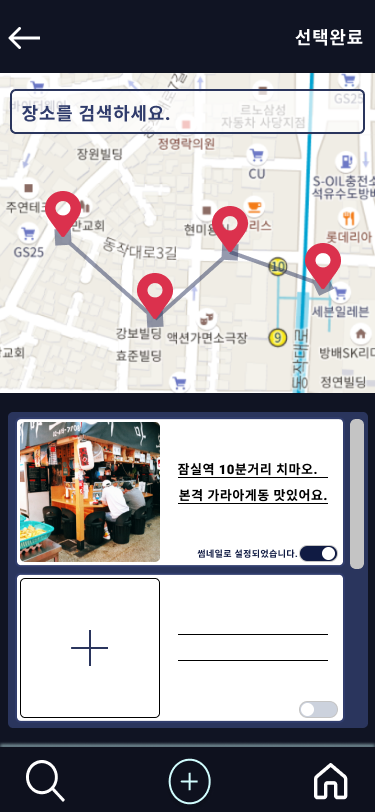 선택완료
GS25
장소를 검색하세요.
르노삼성
자동차 사당지점
장원빌딩
정영락의원
CU
S-OIL충전소
석유수도방
주연테크
만교회
현미용실
리스
롯데리아
GS25
동작대로3길
10
세븐일레븐
강보빌딩
액션가면소극장
9
동작대로
교회
효준빌딩
방배SK리더
정연빌딩
잠실역 10분거리 치마오.
본격 가라아게동 맛있어요.
썸네일로 설정되었습니다.